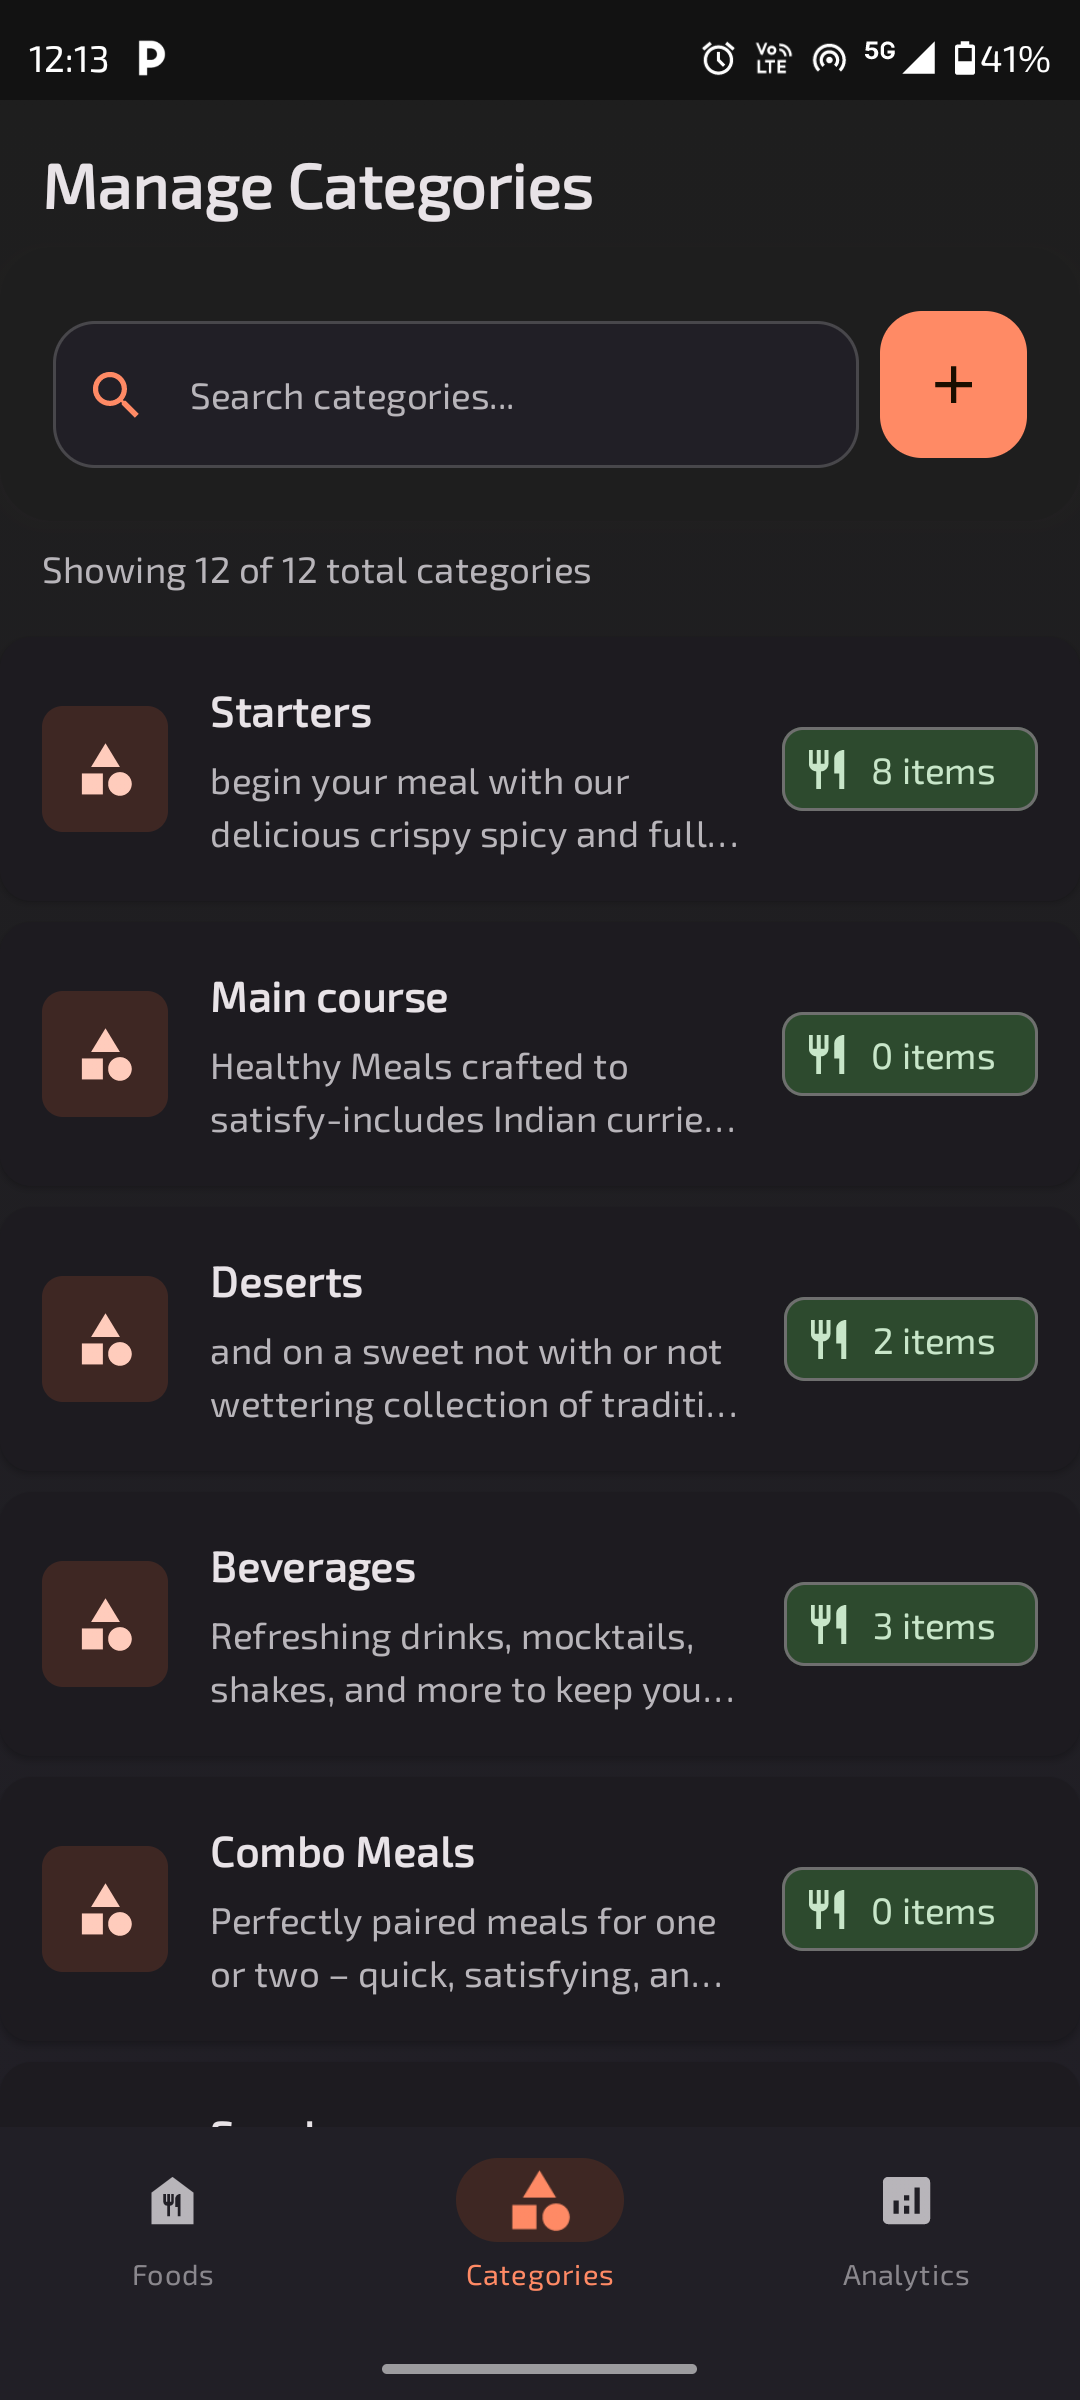 12:13
Vo LTE 5G 41%
Manage Categories
Search categories...
Showing 12 of 12 total categories
Starters
begin your meal with our
delicious crispy spicy and full...
8 items
Main course
Healthy Meals crafted to
satisfy-includes Indian currie...
0 items
Deserts
and on a sweet not with or not
wettering collection of traditi...
2 items
Beverages
Refreshing drinks, mocktails,
shakes, and more to keep you...
3 items
Combo Meals
Perfectly paired meals for one
or two – quick, satisfying, an...
0 items
Foods
Categories
Analytics